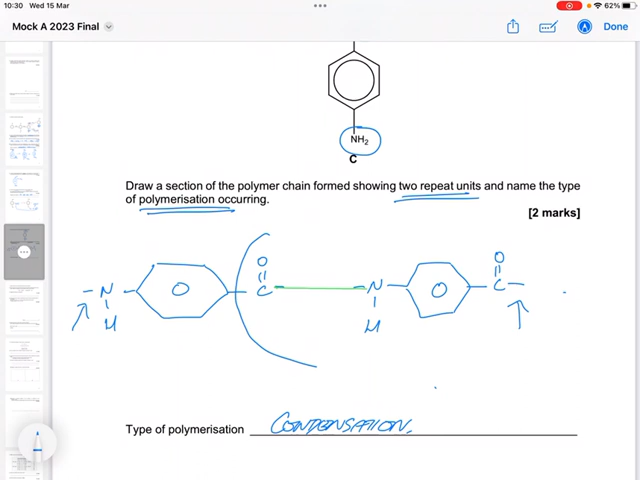 10:30 Wed 15 Mar
62%
Mock A 2023 Final
Done
NH2
C
Draw a section of the polymer chain formed showing two repeat units and name the type
of polymerisation occurring.
[2 marks]
O
O
C
C
N
N
H
H
Type of polymerisation CONDENSATION.